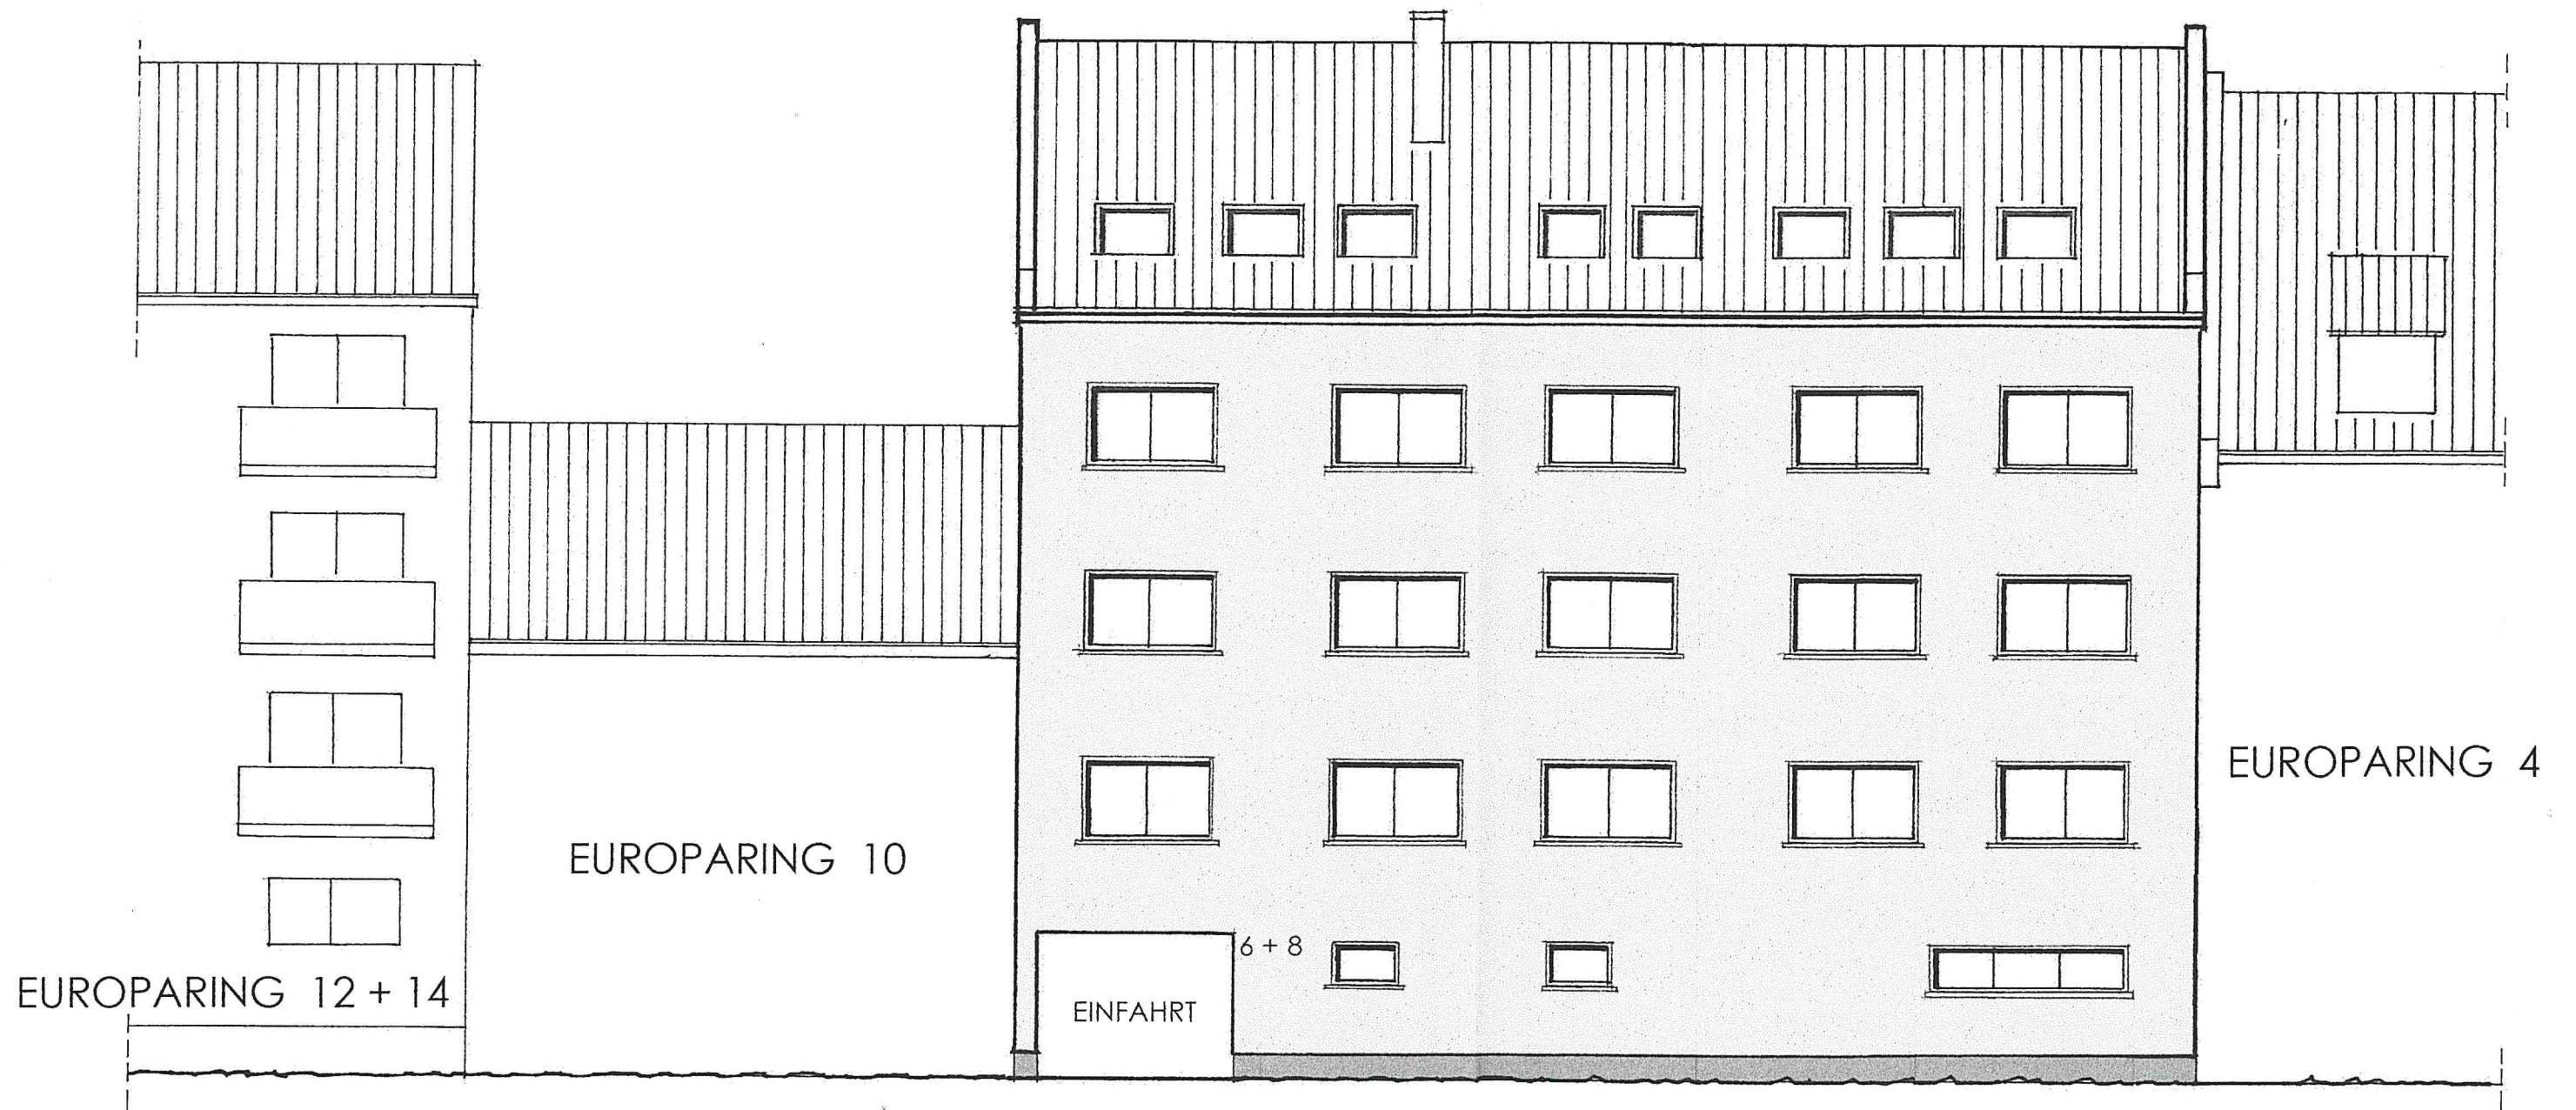 EUROPARING 4
EUROPARING 10
6 + 8
EUROPARING 12 + 14
EINFAHRT